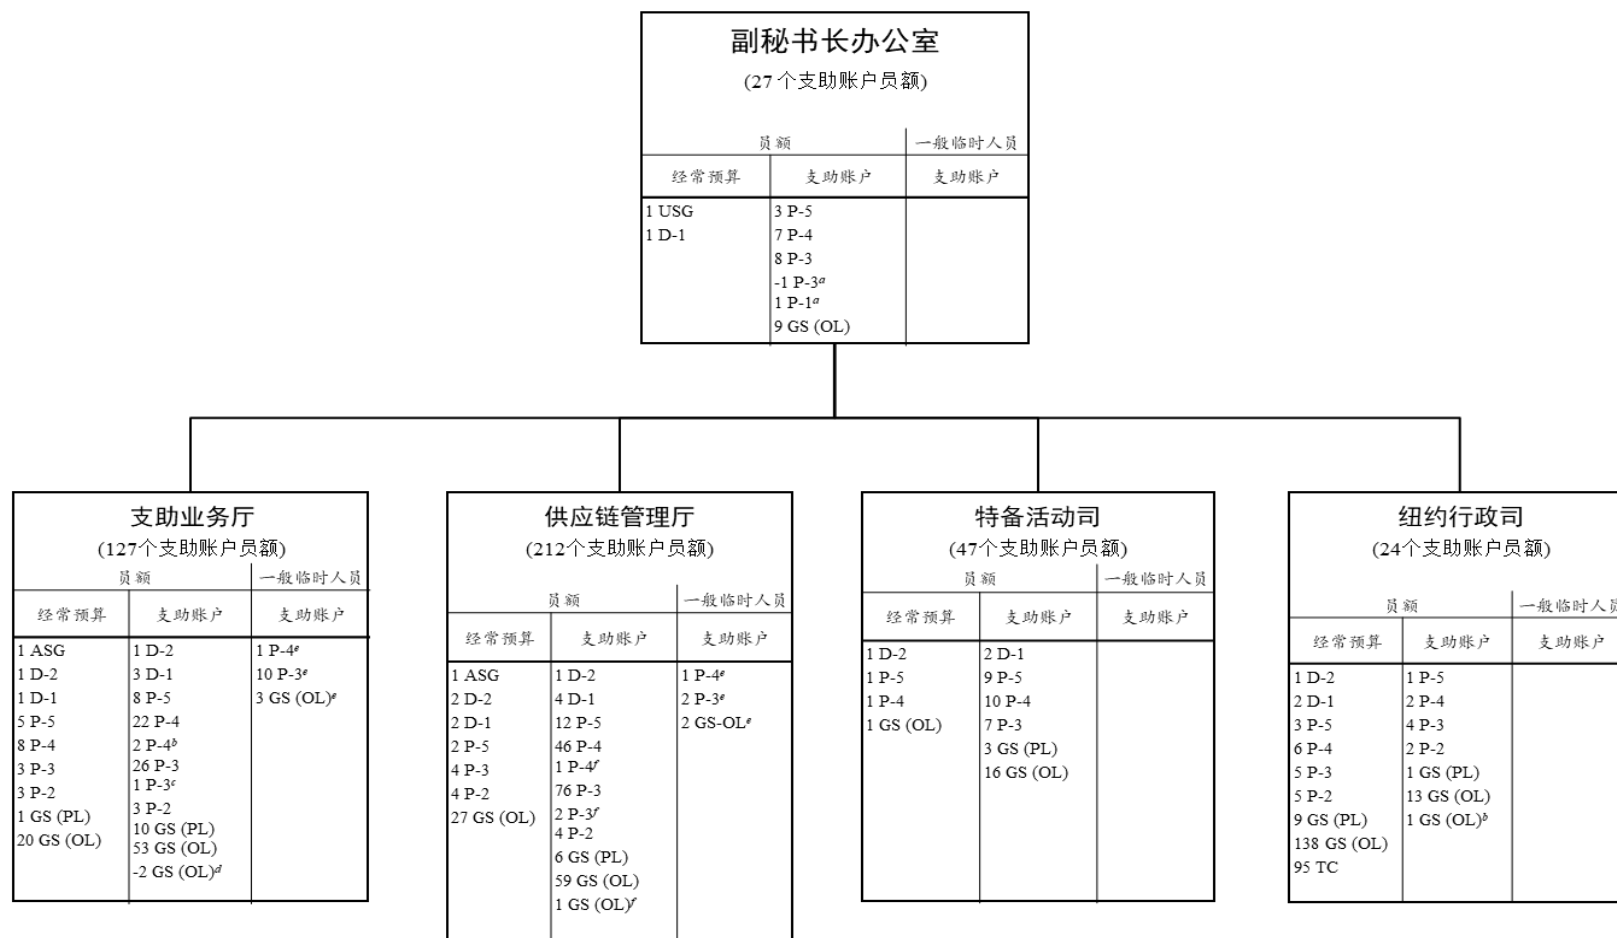 副秘书长办公室
(27个支助账户员额)
员额
一般临时人员
经常预算
支助账户
支助账户
1 USG
1 D-1
3 P-5
7 P-4
8 P-3
-1 P-3ᵃ
1 P-1ᵃ
9 GS (OL)
支助业务厅
(127个支助账户员额)
员额
一般临时人员
经常预算
支助账户
支助账户
1 ASG
1 D-2
1 D-1
5 P-5
8 P-4
3 P-3
3 P-2
1 GS (PL)
20 GS (OL)
1 D-2
3 D-1
8 P-5
22 P-4
2 P-4ᵇ
26 P-3
1 P-3ᶜ
3 P-2
10 GS (PL)
53 GS (OL)
-2 GS (OL)ᵈ
1 P-4ᵉ
10 P-3ᵉ
3 GS (OL)ᵉ
供应链管理厅
(212个支助账户员额)
员额
一般临时人员
经常预算
支助账户
支助账户
1 ASG
2 D-2
2 D-1
2 P-5
4 P-3
4 P-2
27 GS (OL)
1 D-2
4 D-1
12 P-5
46 P-4
1 P-4ᶠ
76 P-3
2 P-3ᶠ
4 P-2
6 GS (PL)
59 GS (OL)
1 GS (OL)ᶠ
1 P-4ᵉ
2 P-3ᵉ
2 GS-OLᵉ
特备活动司
(47个支助账户员额)
员额
一般临时人员
经常预算
支助账户
支助账户
1 D-2
1 P-5
1 P-4
1 GS (OL)
2 D-1
9 P-5
10 P-4
7 P-3
3 GS (PL)
16 GS (OL)
纽约行政司
(24个支助账户员额)
员额
一般临时人员
经常预算
支助账户
支助账户
1 D-2
2 D-1
3 P-5
6 P-4
5 P-3
5 P-2
9 GS (PL)
138 GS (OL)
95 TC
1 P-5
2 P-4
4 P-3
2 P-2
1 GS (PL)
13 GS (OL)
1 GS (OL)ᵇ